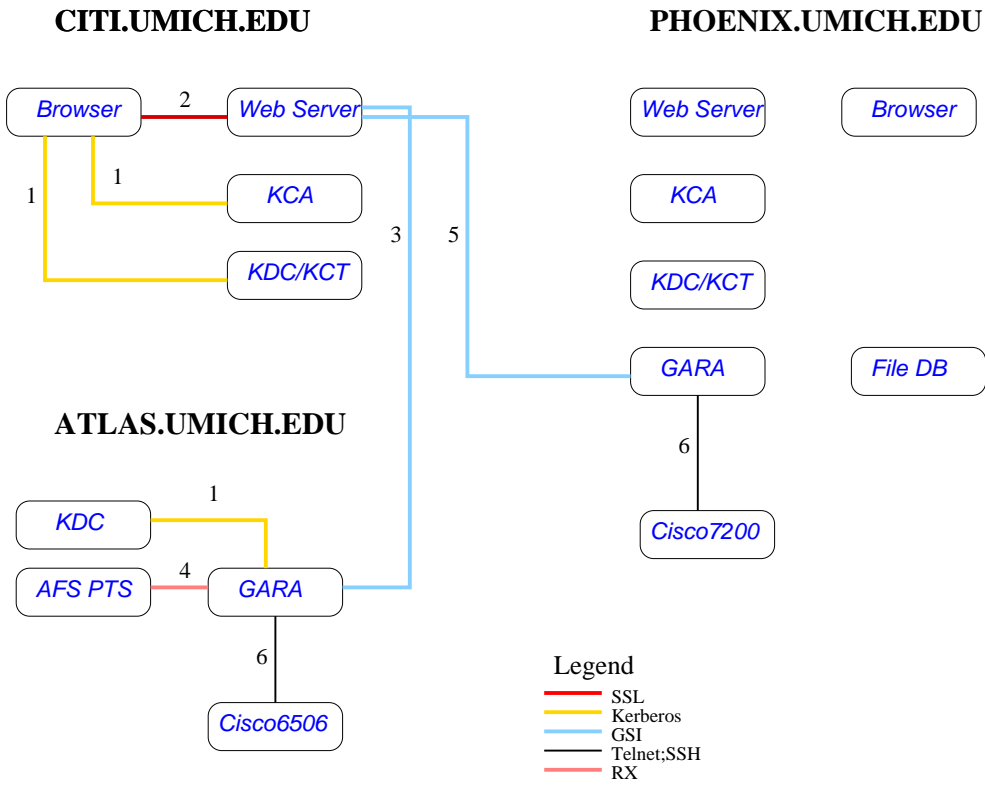 CITI.UMICH.EDU
PHOENIX.UMICH.EDU
Browser
2
Web Server
Web Server
Browser
1
1
KCA
KCA
3
5
KDC/KCT
KDC/KCT
GARA
File DB
ATLAS.UMICH.EDU
6
1
KDC
Cisco7200
AFS PTS
4
GARA
6
Cisco6506
Legend
SSL
Kerberos
GSI
Telnet;SSH
RX